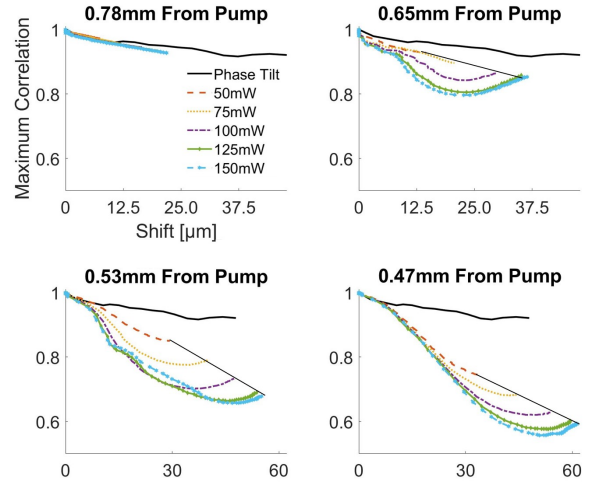 0.78mm From Pump
0.65mm From Pump
Maximum Correlation
1
0.8
0.6
Phase Tilt
50mW
75mW
100mW
125mW
150mW
0 12.5 25.0 37.5
Shift [μm]
1
0.8
0.6
0 12.5 25.0 37.5
0.53mm From Pump
0.47mm From Pump
1
0.8
0.6
0 30 60
1
0.8
0.6
0 30 60